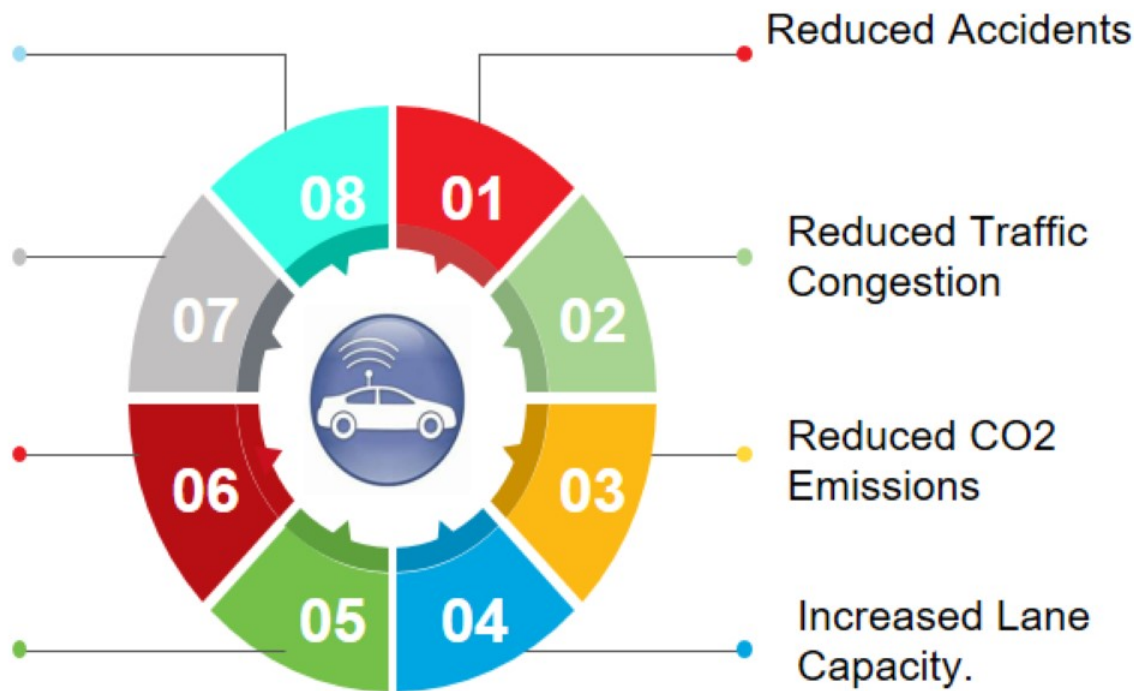 Reduced Accidents
08
01
Reduced Traffic
Congestion
07
02
Reduced CO2
Emissions
06
03
05
04
Increased Lane
Capacity.